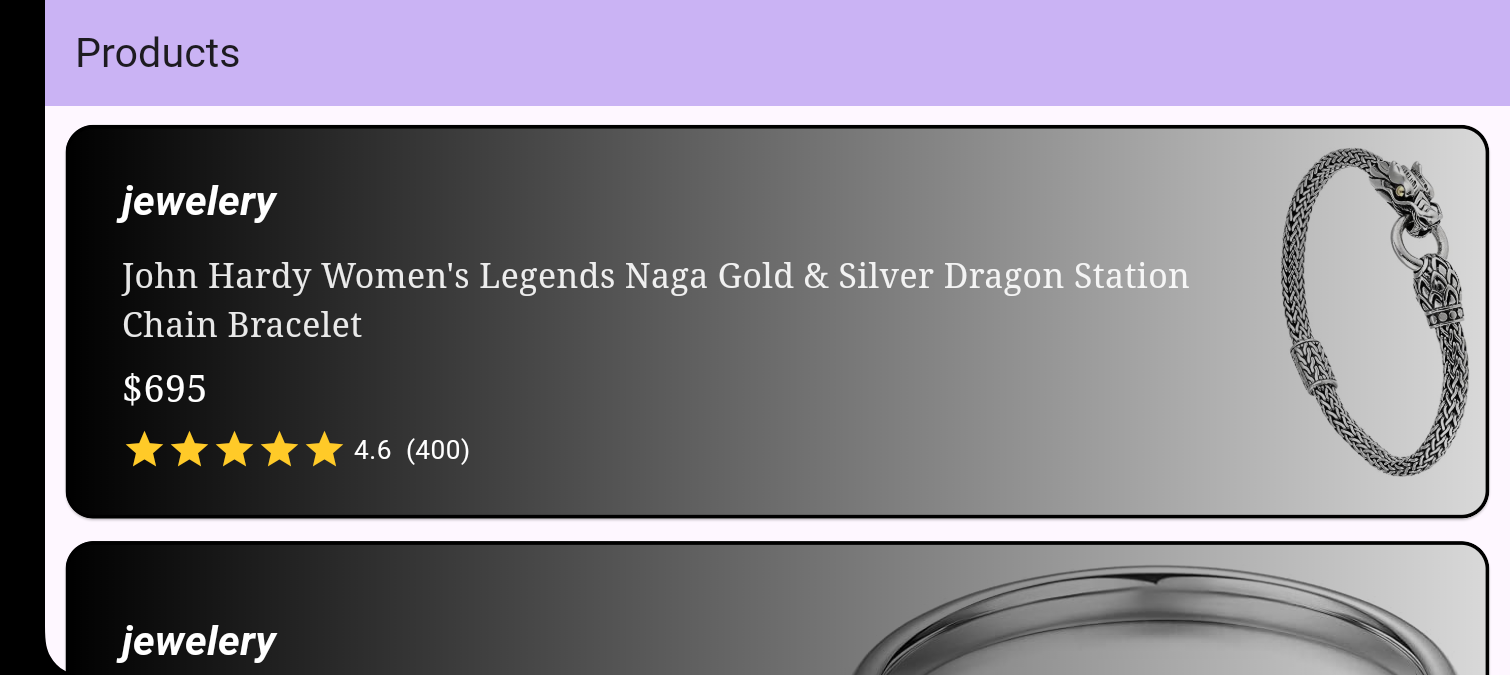 Products
jewelery
John Hardy Women's Legends Naga Gold & Silver Dragon Station
Chain Bracelet
$695
4.6 (400)
jewelery